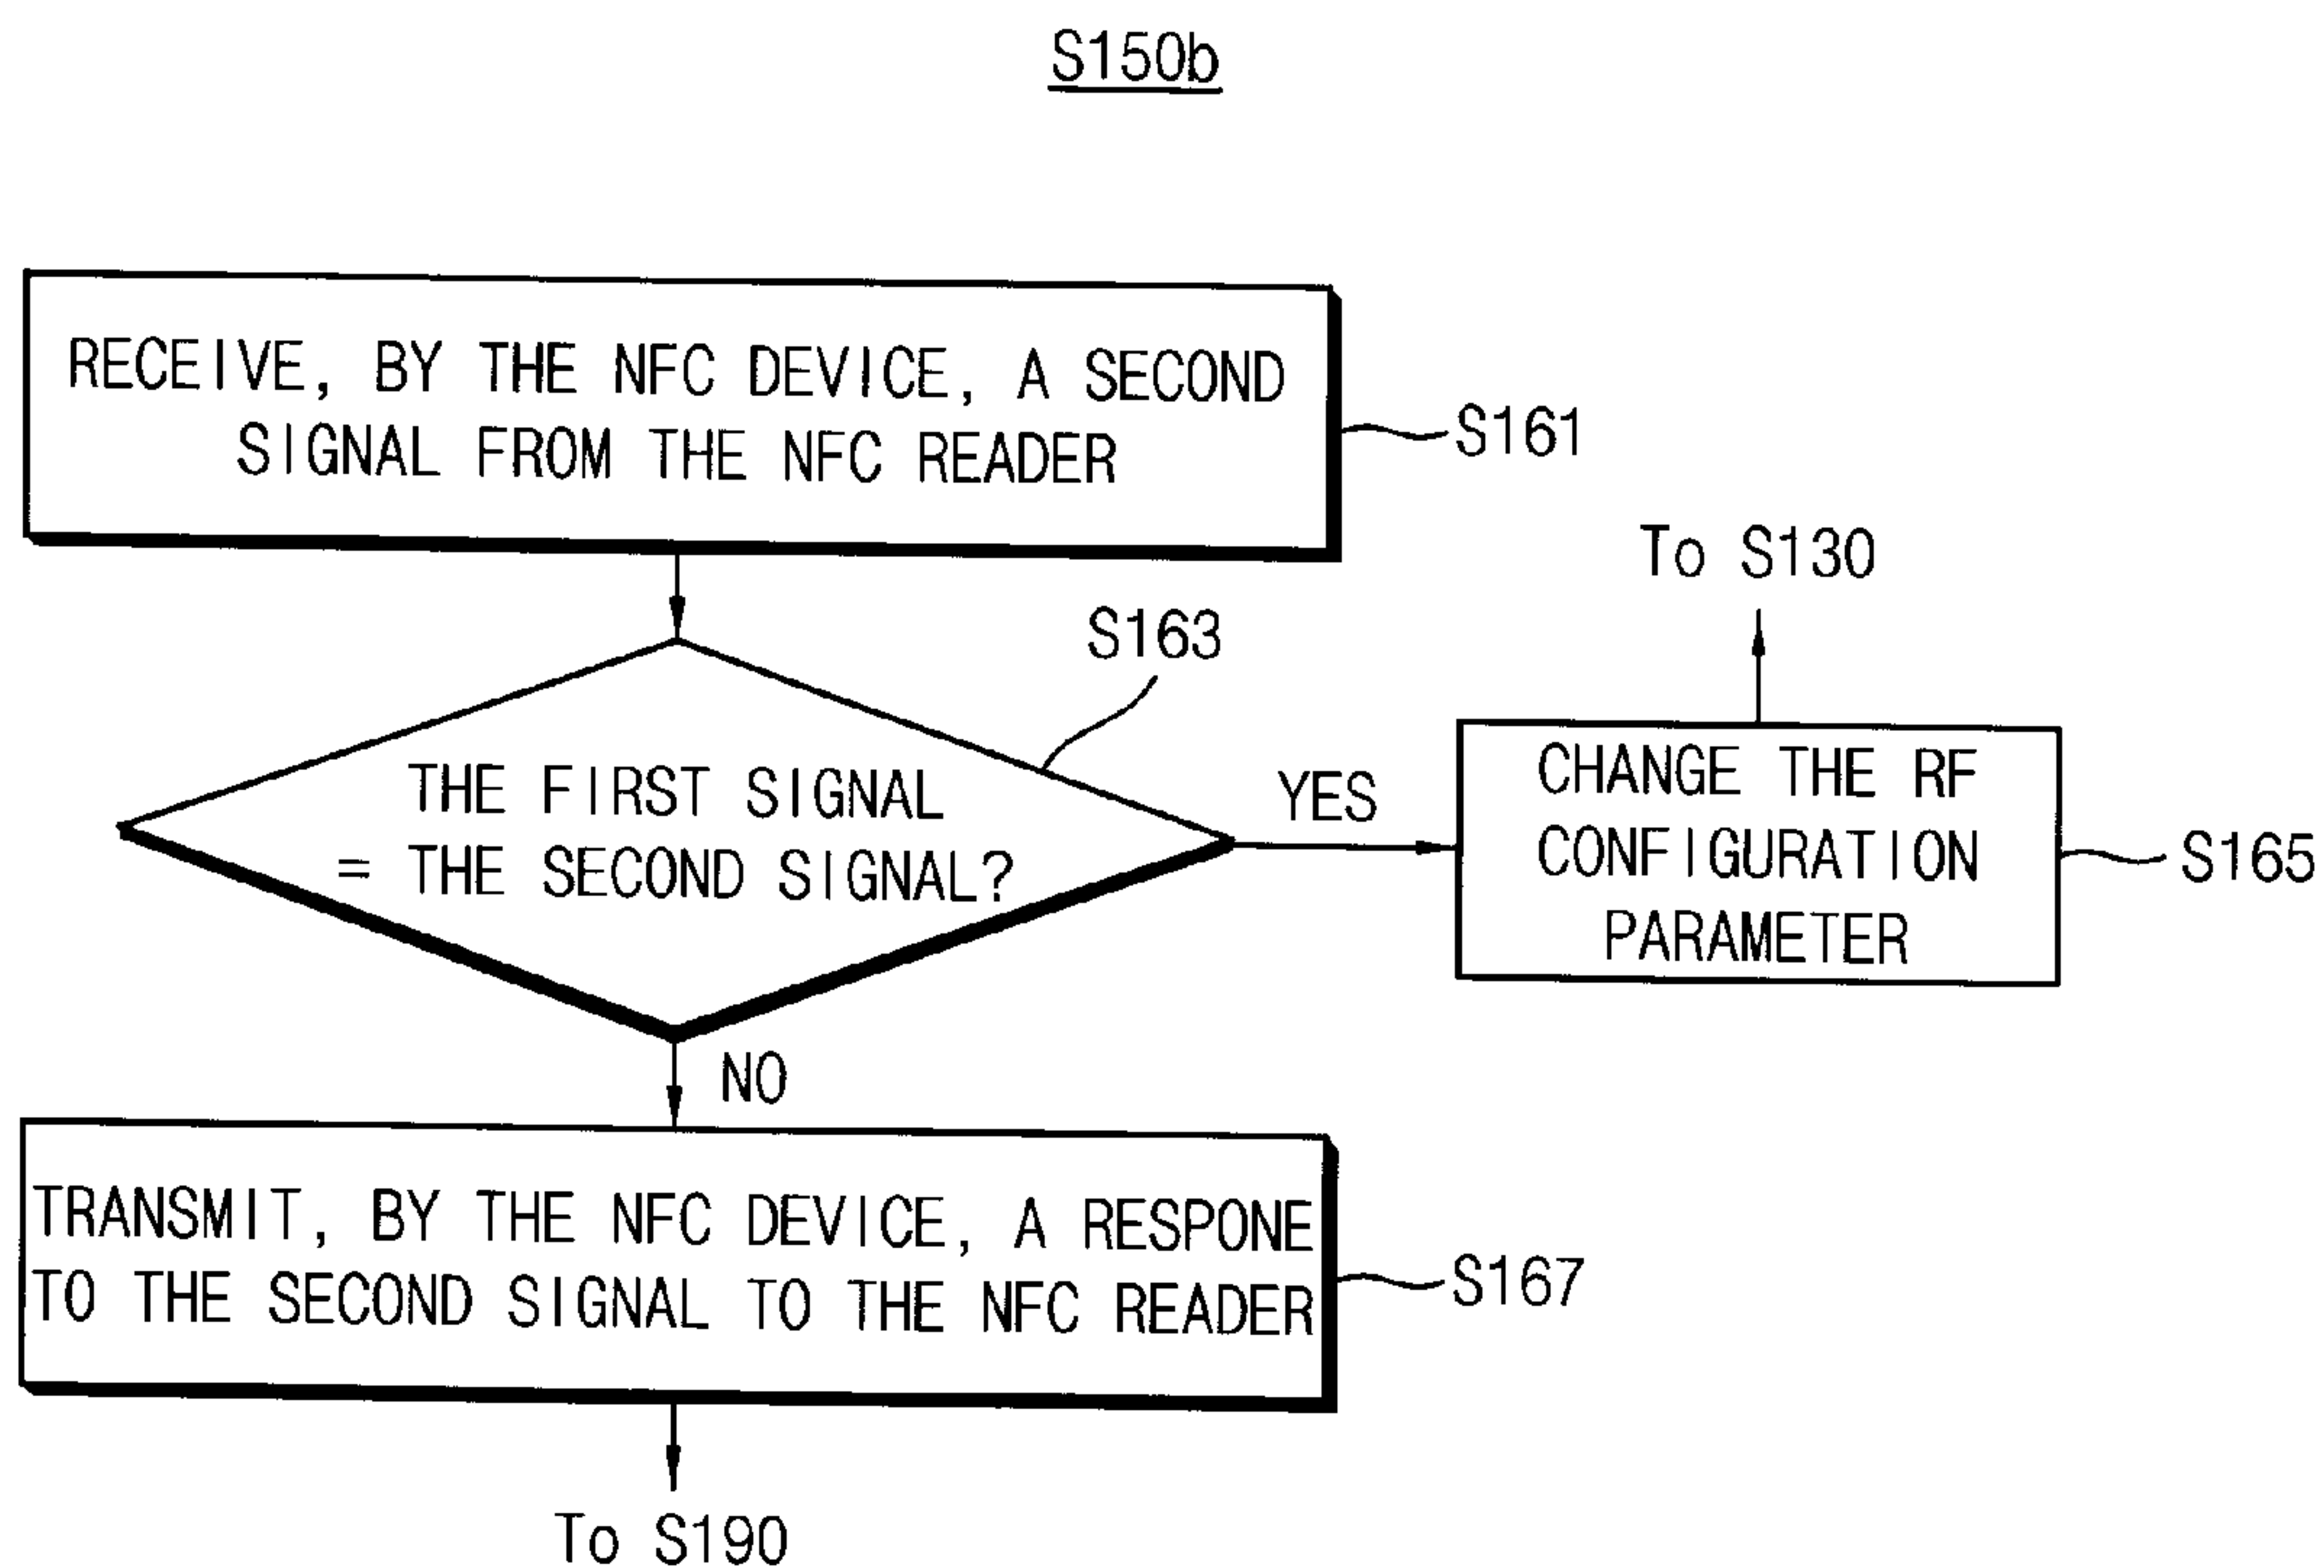 S150b
RECEIVE, BY THE NFC DEVICE, A SECOND
SIGNAL FROM THE NFC READER
S161
To S130
S163
THE FIRST SIGNAL
= THE SECOND SIGNAL?
YES
CHANGE THE RF
CONFIGURATION
PARAMETER
S165
NO
TRANSMIT, BY THE NFC DEVICE, A RESPONE
TO THE SECOND SIGNAL TO THE NFC READER
S167
To S190